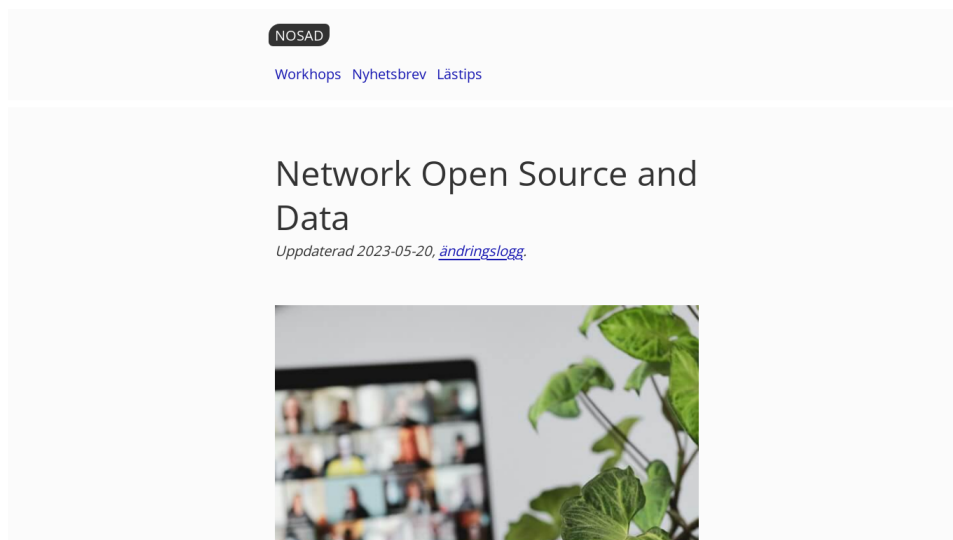 NOSAD
Workhops Nyhetsbrev Lästips
Network Open Source and
Data
Uppdaterad 2023-05-20, ändringslogg.